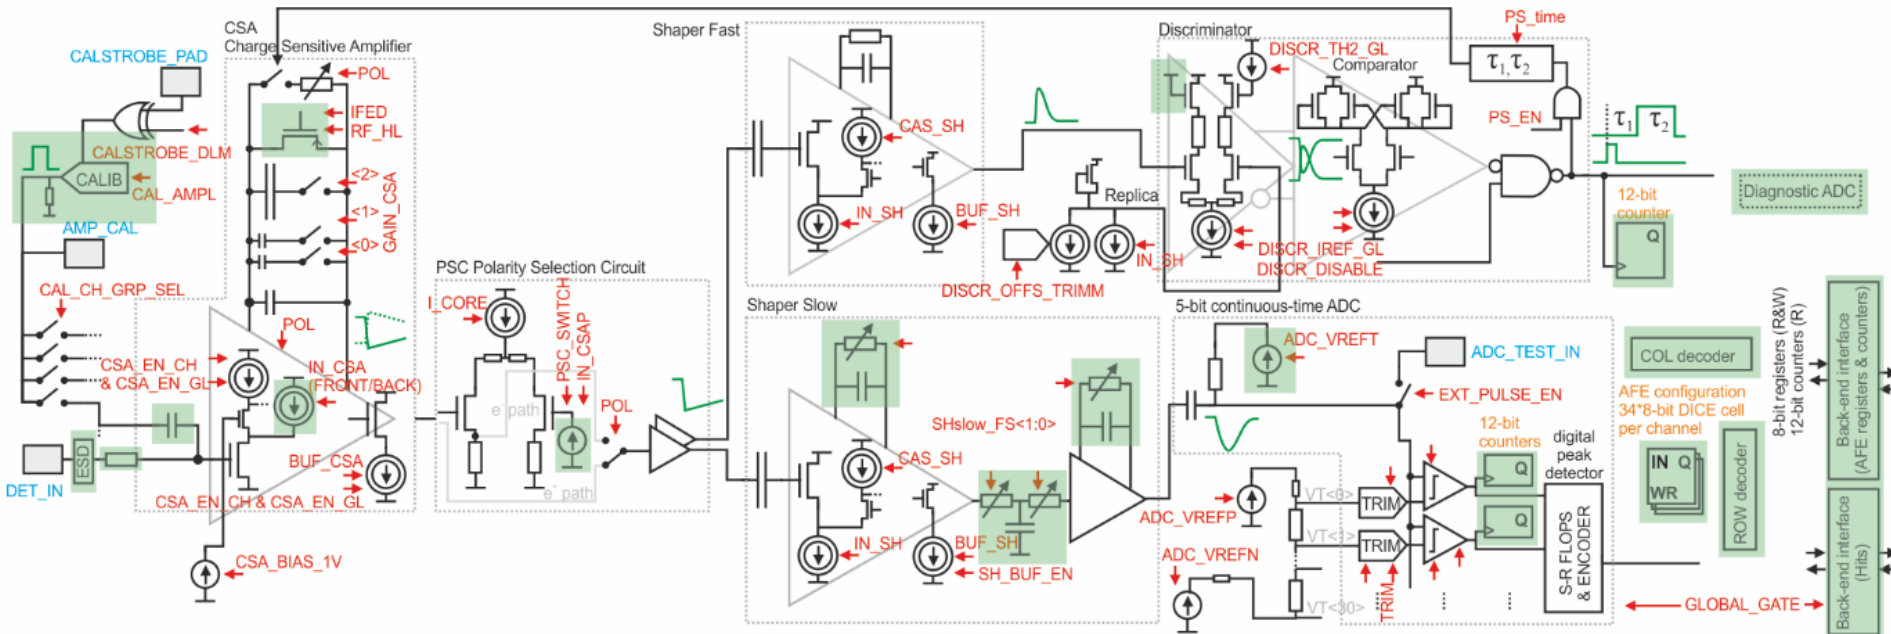 CSA
Charge Sensitive Amplifier
CALSTROBE_PAD
POL
IFED
RF_HL
CALSTROBE_DLM
CALIB
CAL_AMPL
<2>
<1>
<0>
GAIN_CSA
AMP_CAL
CAL_CH_GRP_SEL
POL
CSA_EN_CH
& CSA_EN_GL
IN_CSA
(FRONT/BACK)
BUF_CSA
ESD
DET_IN
CSA_EN_CH & CSA_EN_GL
CSA_BIAS_1V
PSC Polarity Selection Circuit
I_CORE
PSC_SWITCH
IN_CSAP
POL
e- path
e+ path
Shaper Fast
CAS_SH
IN_SH
BUF_SH
Shaper Slow
CAS_SH
IN_SH
BUF_SH
SH_BUF_EN
SHslow_FS<1:0>
Discriminator
DISCR_TH2_GL
Comparator
Replica
IN_SH
DISCR_OFFS_TRIMM
DISCR_IREF_GL
DISCR_DISABLE
PS_time
τ1,τ2
PS_EN
τ1
τ2
12-bit
counter
Q
Diagnostic ADC
5-bit continuous-time ADC
ADC_VREFT
ADC_TEST_IN
EXT_PULSE_EN
ADC_VREFP
ADC_VREFN
VT<0>
VT<1>
VT<30>
TRIM
TRIM
TRIM
12-bit
counters
Q
Q
digital
peak
detector
S-R FLOPS
& ENCODER
COL decoder
AFE configuration
34*8-bit DICE cell
per channel
IN Q
WR
ROW decoder
8-bit registers (R&W)
12-bit counters (R)
Back-end interface
(AFE registers & counters)
Back-end interface
(Hits)
GLOBAL_GATE